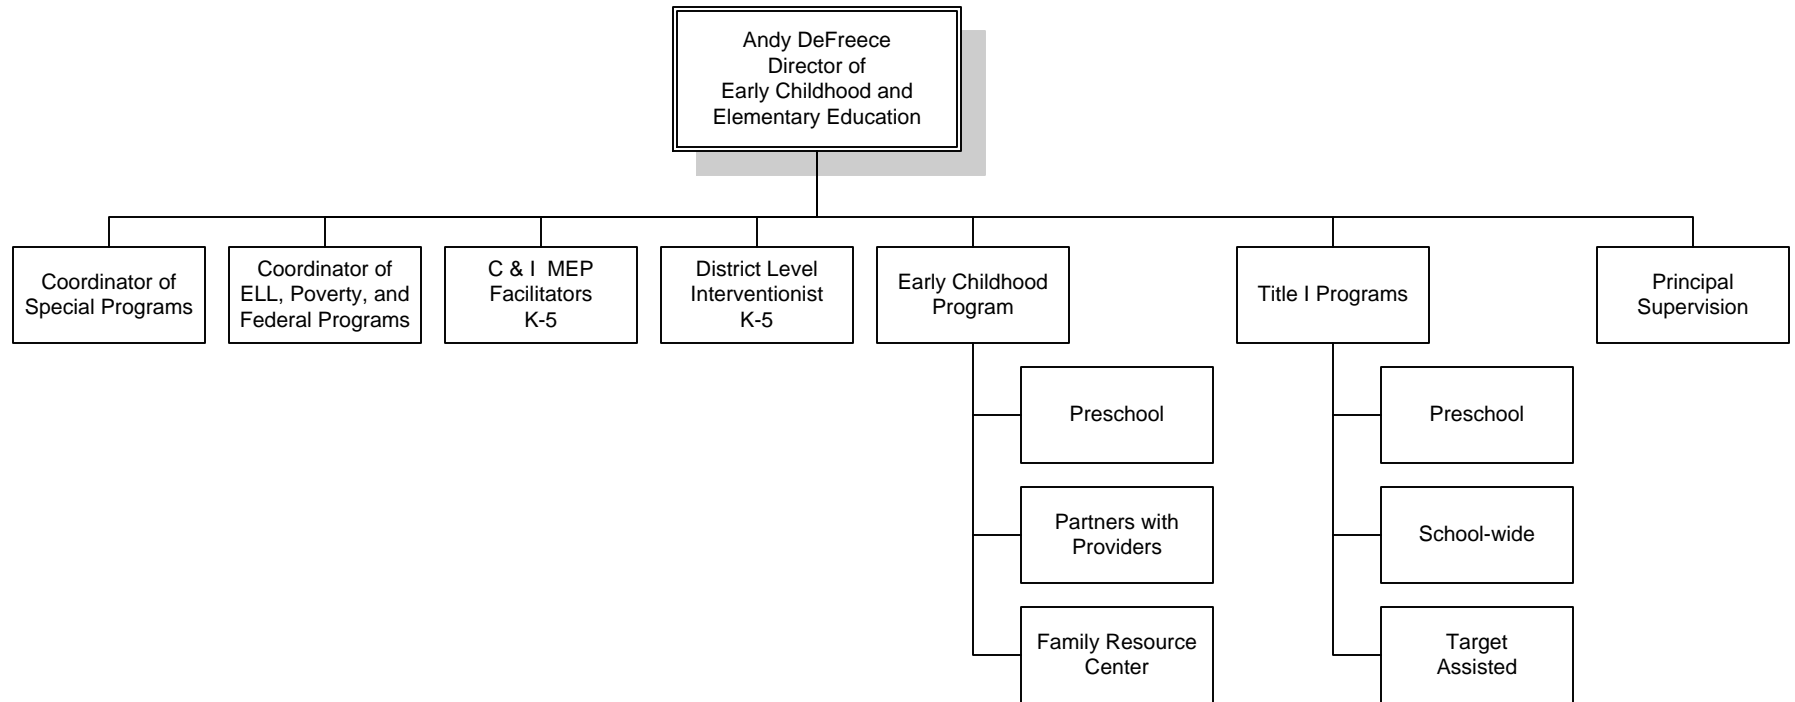 Andy DeFreece
Director of
Early Childhood and
Elementary Education
Coordinator of
Special Programs
Coordinator of
ELL, Poverty, and
Federal Programs
C & I  MEP
Facilitators
K-5
District Level
Interventionist
K-5
Early Childhood
Program
Title I Programs
Principal
Supervision
Preschool
Partners with
Providers
Family Resource
Center
Preschool
School-wide
Target
Assisted